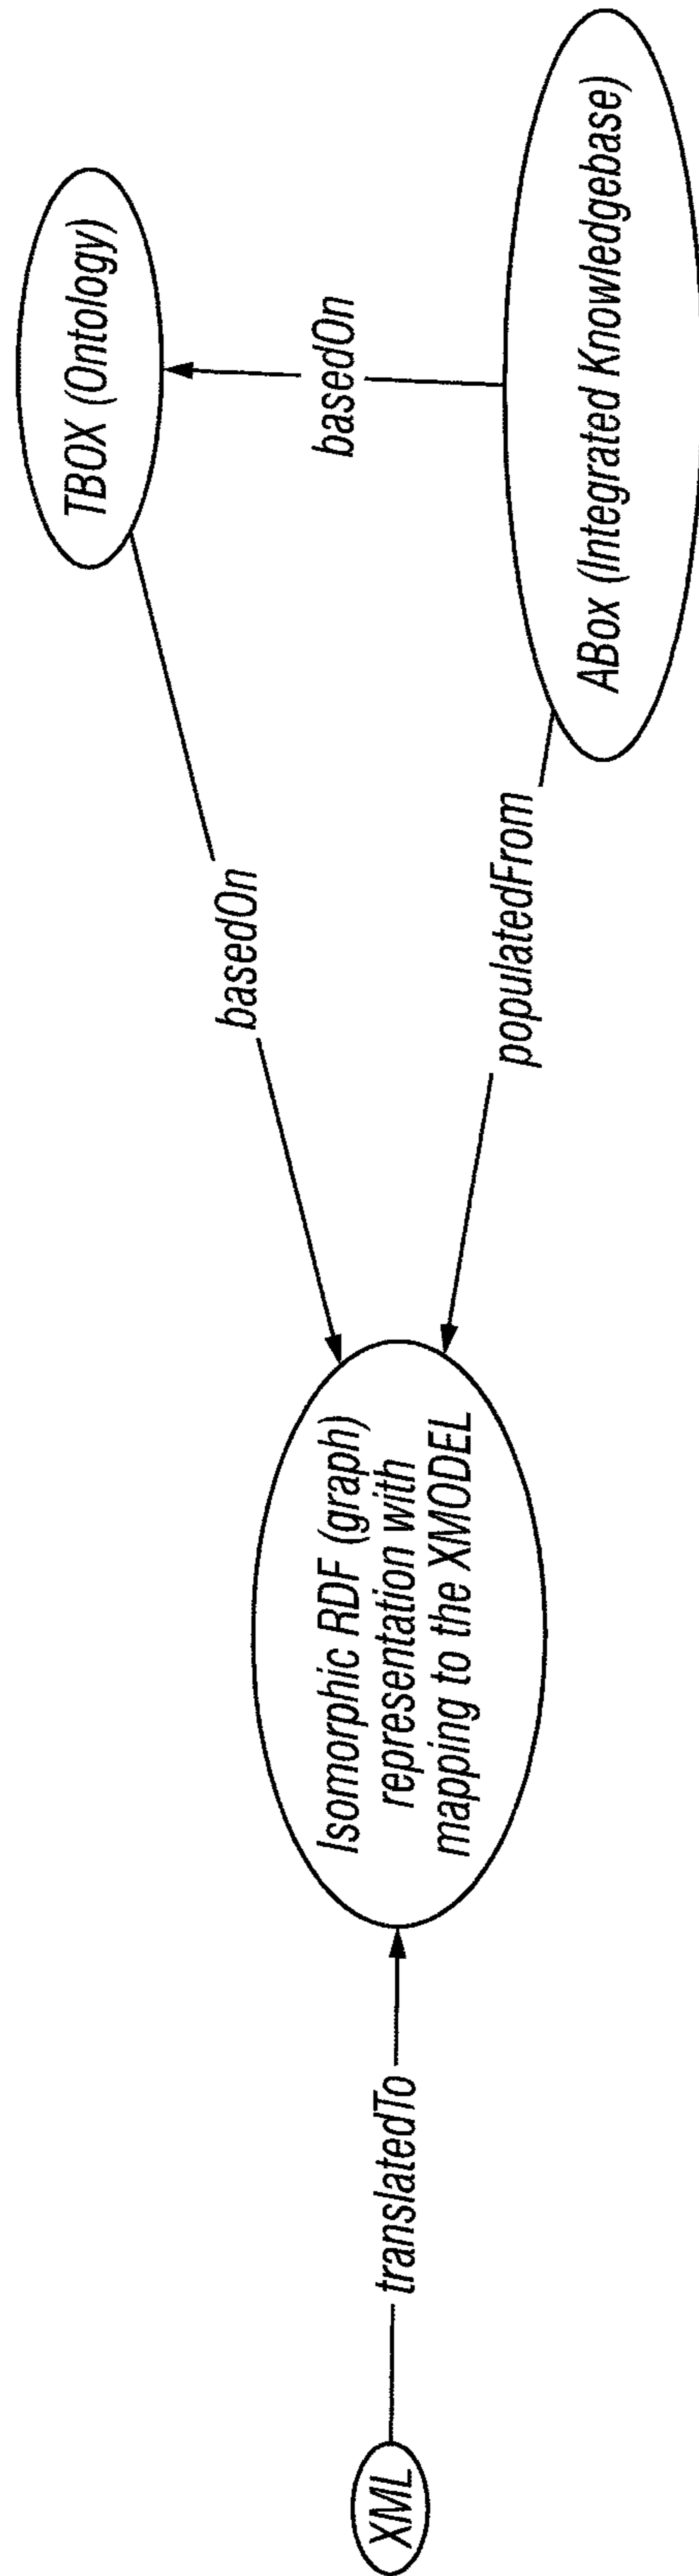 XML
translatedTo
Isomorphic RDF (graph)
representation with
mapping to the XMODEL
basedOn
populatedFrom
TBOX (Ontology)
basedOn
ABox (Integrated Knowledgebase)